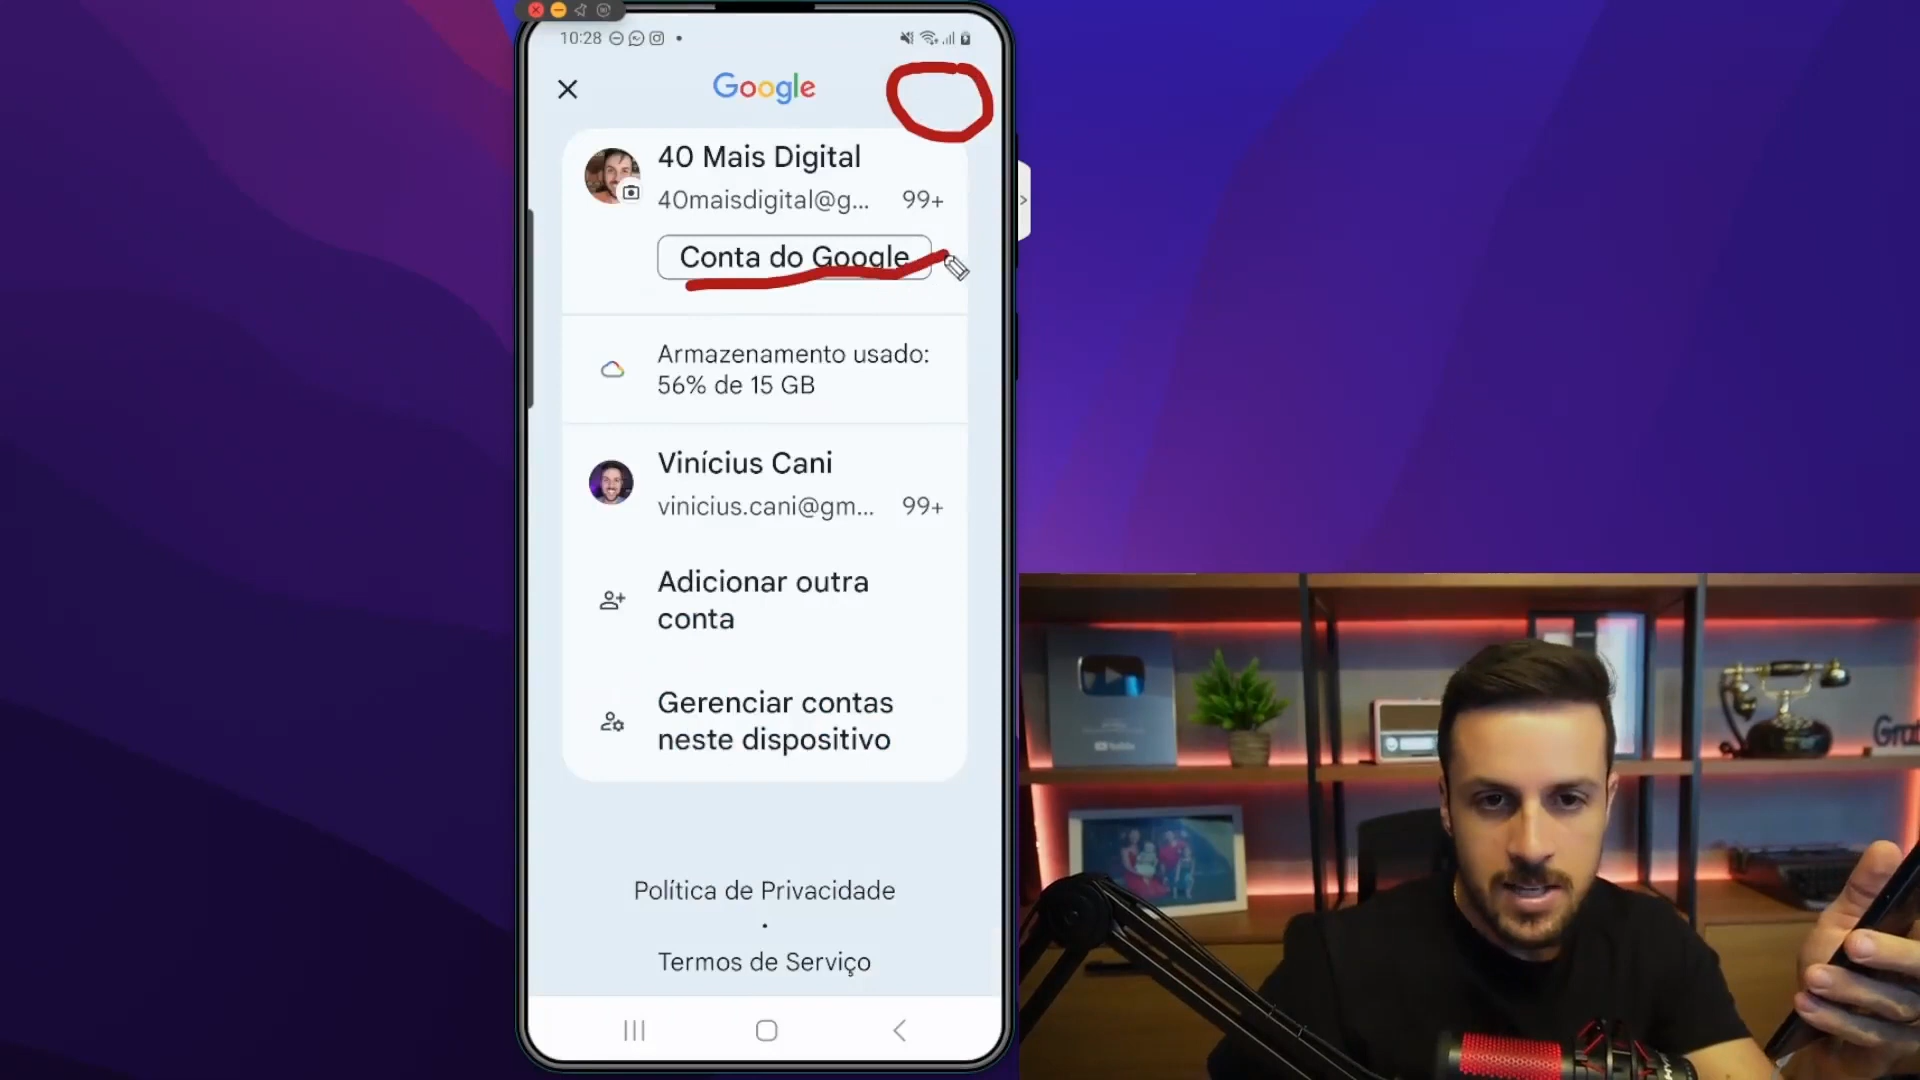 10:28
Google
40 Mais Digital
40maisdigital@g... 99+
Conta do Google
Armazenamento usado:
56% de 15 GB
Vinícius Cani
vinicius.cani@gm... 99+
Adicionar outra
conta
Gerenciar contas
neste dispositivo
Política de Privacidade
•
Termos de Serviço
YouTube